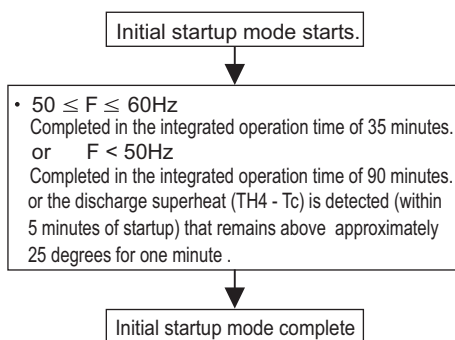 Initial startup mode starts.
• 50 ≤ F ≤ 60Hz
Completed in the integrated operation time of 35 minutes.
or F < 50Hz
Completed in the integrated operation time of 90 minutes.
or the discharge superheat (TH4 - Tc) is detected (within
5 minutes of startup) that remains above approximately
25 degrees for one minute .
Initial startup mode complete